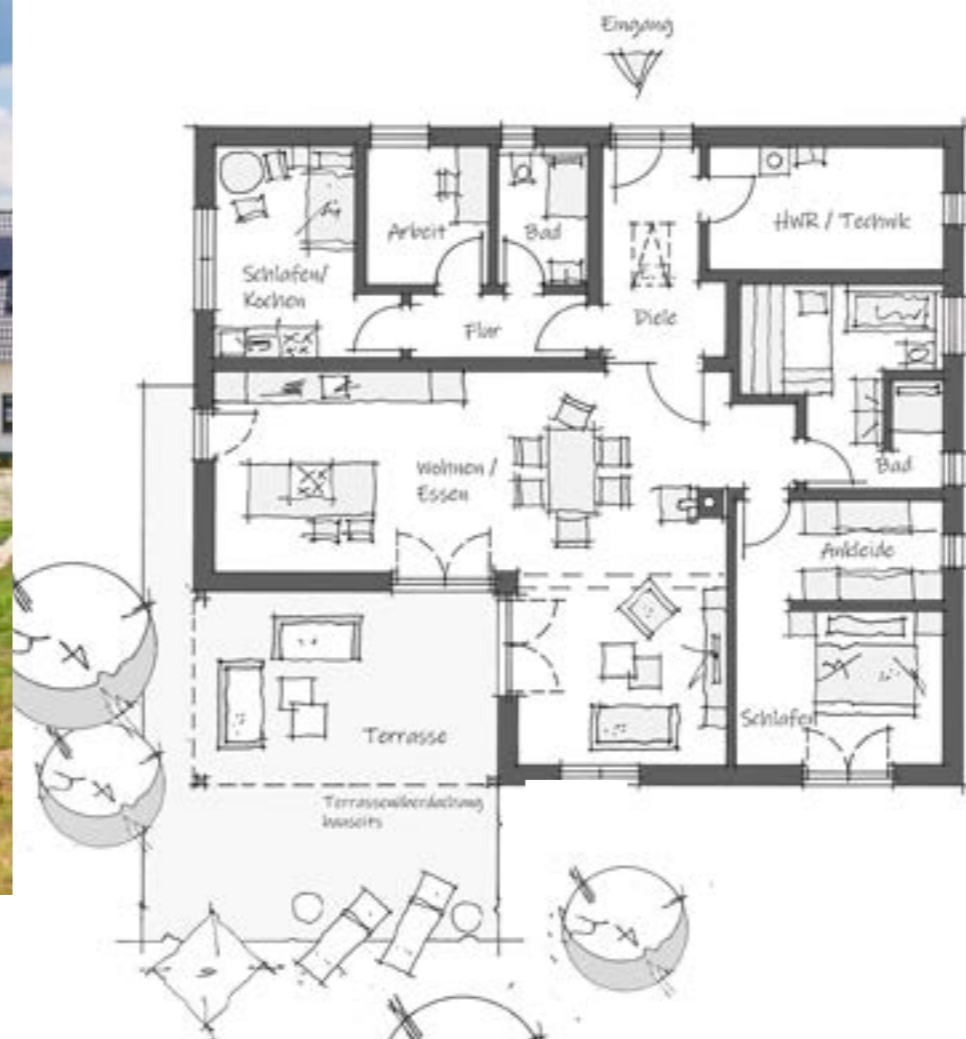 Eingang
Arbeit
Bad
HWR / Technik
Schlafen/
Kochen
Flur
Diele
Wohnen /
Essen
Bad
Ankleide
Schlafen
Terrasse
Terrassenüberdachung
bauseits